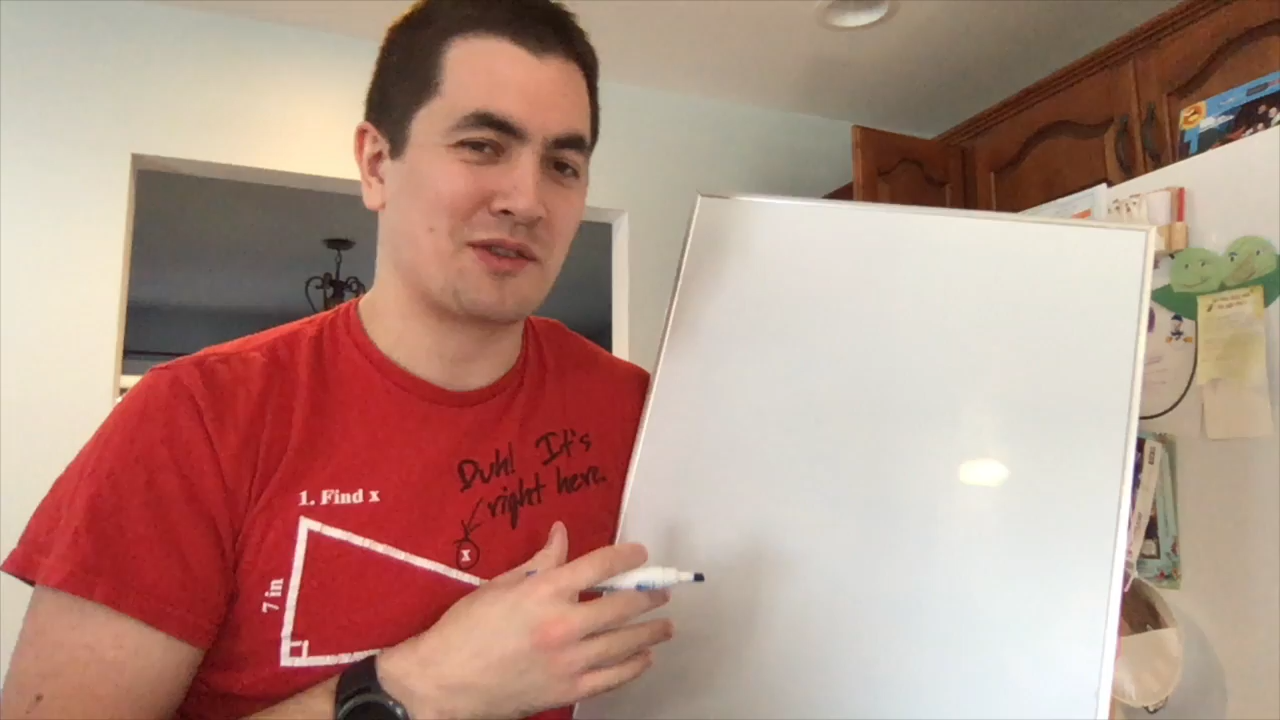 Duh! It's
right here.
1. Find x
x
7 in